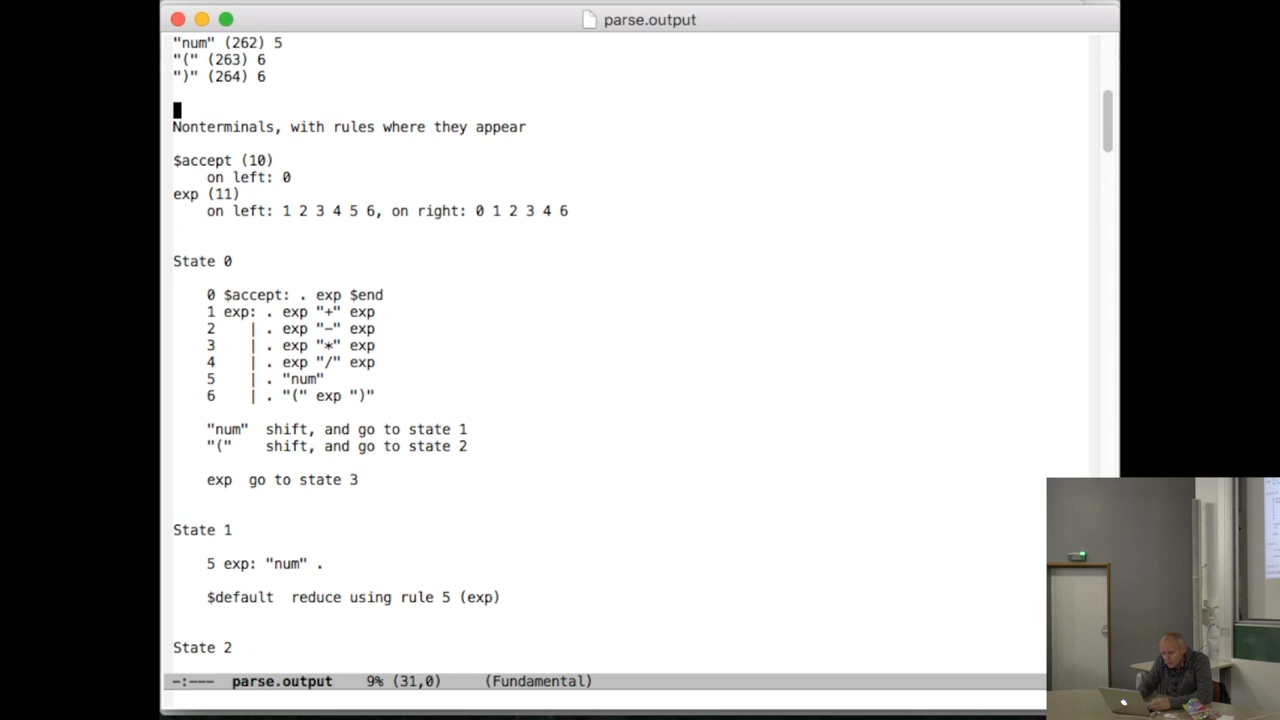 parse.output
"num" (262) 5
"(" (263) 6
")" (264) 6
Nonterminals, with rules where they appear
$accept (10)
on left: 0
exp (11)
on left: 1 2 3 4 5 6, on right: 0 1 2 3 4 6
State 0
0 $accept: . exp $end
1 exp: . exp "+" exp
2 | . exp "-" exp
3 | . exp "*" exp
4 | . exp "/" exp
5 | . "num"
6 | . "(" exp ")"
"num" shift, and go to state 1
"(" shift, and go to state 2
exp go to state 3
State 1
5 exp: "num" .
$default reduce using rule 5 (exp)
State 2
-:--- parse.output 9% (31,0) (Fundamental)